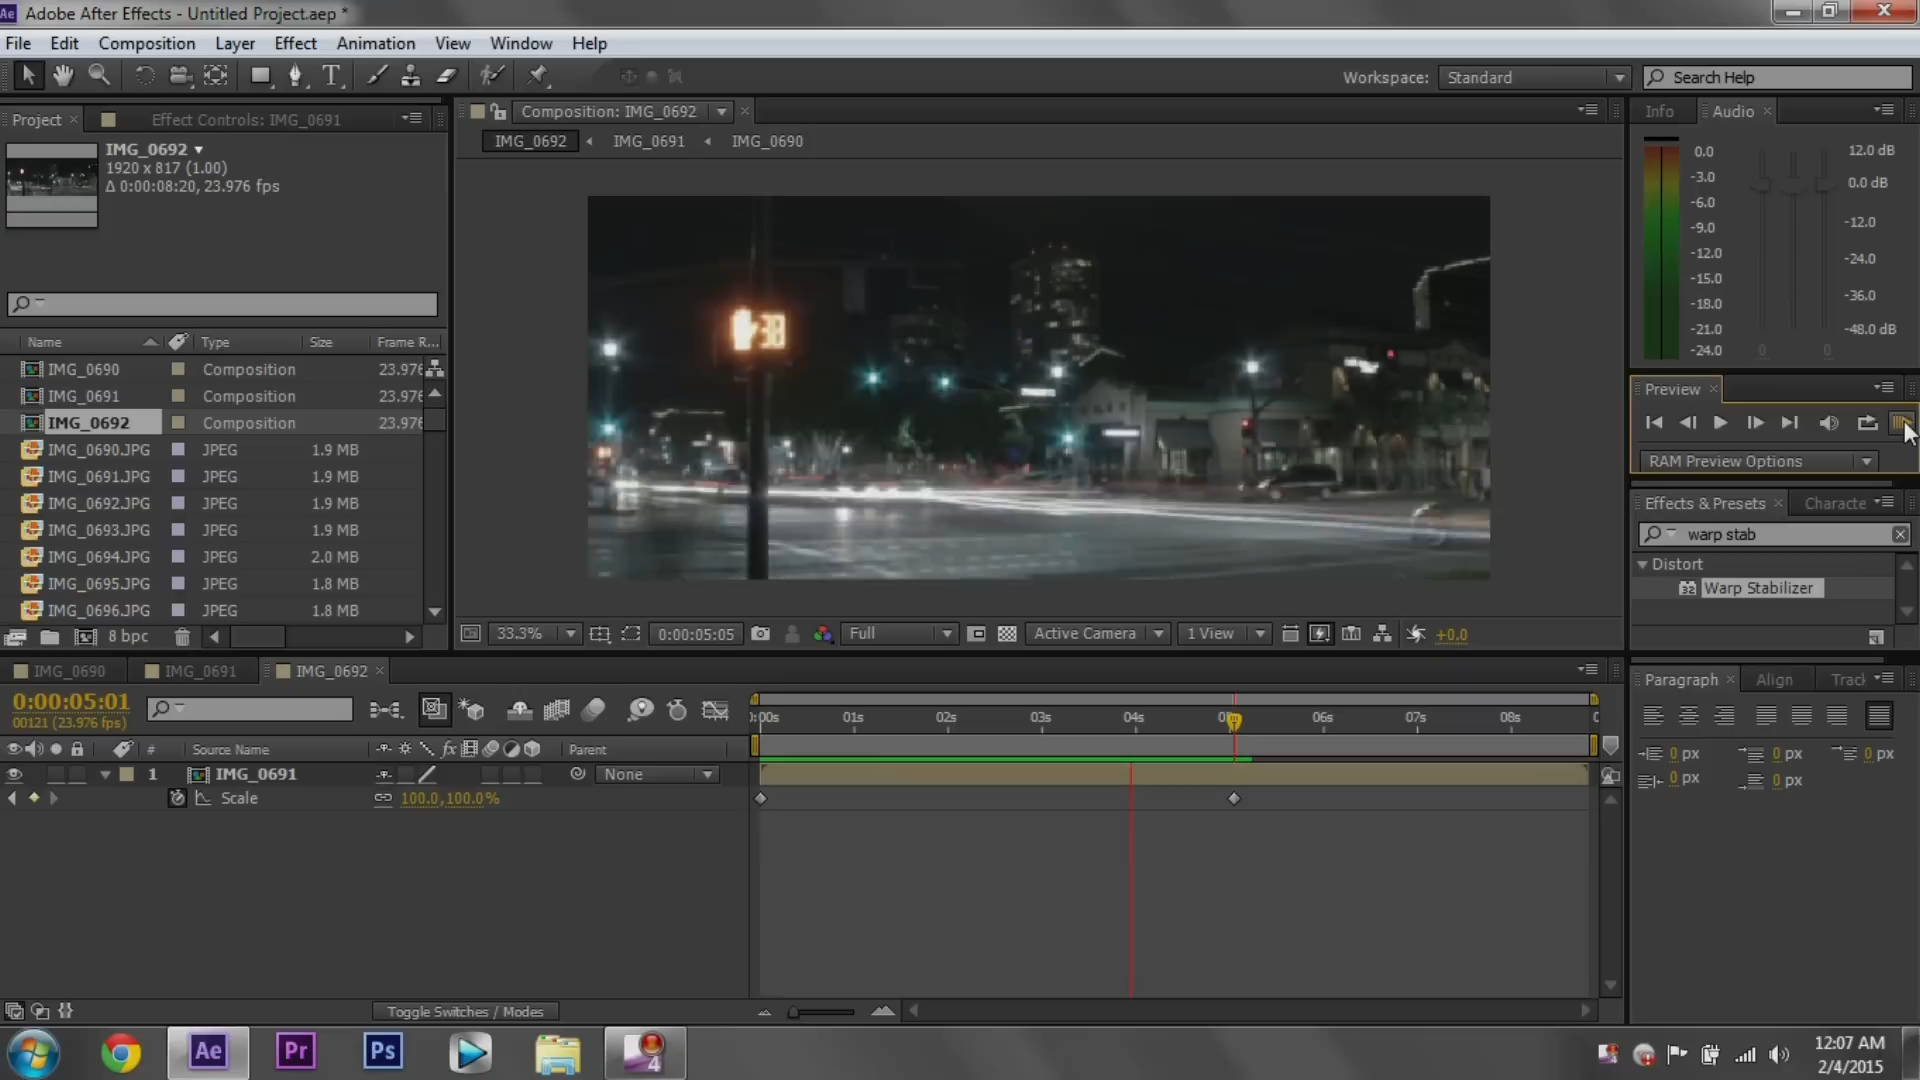 Ae Adobe After Effects - Untitled Project.aep *
File Edit Composition Layer Effect Animation View Window Help
Workspace: Standard
Search Help
Project Effect Controls: IMG_0691
IMG_0692
1920 x 817 (1.00)
Δ 0:00:08:20, 23.976 fps
Composition: IMG_0692
IMG_0692 IMG_0691 IMG_0690
Info Audio
0.0 12.0 dB
-3.0 0.0 dB
-6.0
-9.0 -12.0
-12.0 -24.0
-15.0
-18.0 -36.0
-21.0 -48.0 dB
-24.0 0 0
Name Type Size Frame R...
IMG_0690 Composition 23.976
IMG_0691 Composition 23.976
IMG_0692 Composition 23.976
IMG_0690.JPG JPEG 1.9 MB
IMG_0691.JPG JPEG 1.9 MB
IMG_0692.JPG JPEG 1.9 MB
IMG_0693.JPG JPEG 1.9 MB
IMG_0694.JPG JPEG 2.0 MB
IMG_0695.JPG JPEG 1.8 MB
IMG_0696.JPG JPEG 1.8 MB
8 bpc
Preview
RAM Preview Options
Effects & Presets Characte
warp stab
Distort
32 Warp Stabilizer
33.3% 0:00:05:05 Full Active Camera 1 View +0.0
IMG_0690 IMG_0691 IMG_0692
0:00:05:01
00121 (23.976 fps)
):00s 01s 02s 03s 04s 06s 07s 08s
# Source Name fx Parent
1 IMG_0691 None
Scale 100.0,100.0%
Toggle Switches / Modes
Paragraph Align Track
0 px 0 px 0 px
0 px 0 px
Ae Pr Ps 4
12:07 AM
2/4/2015